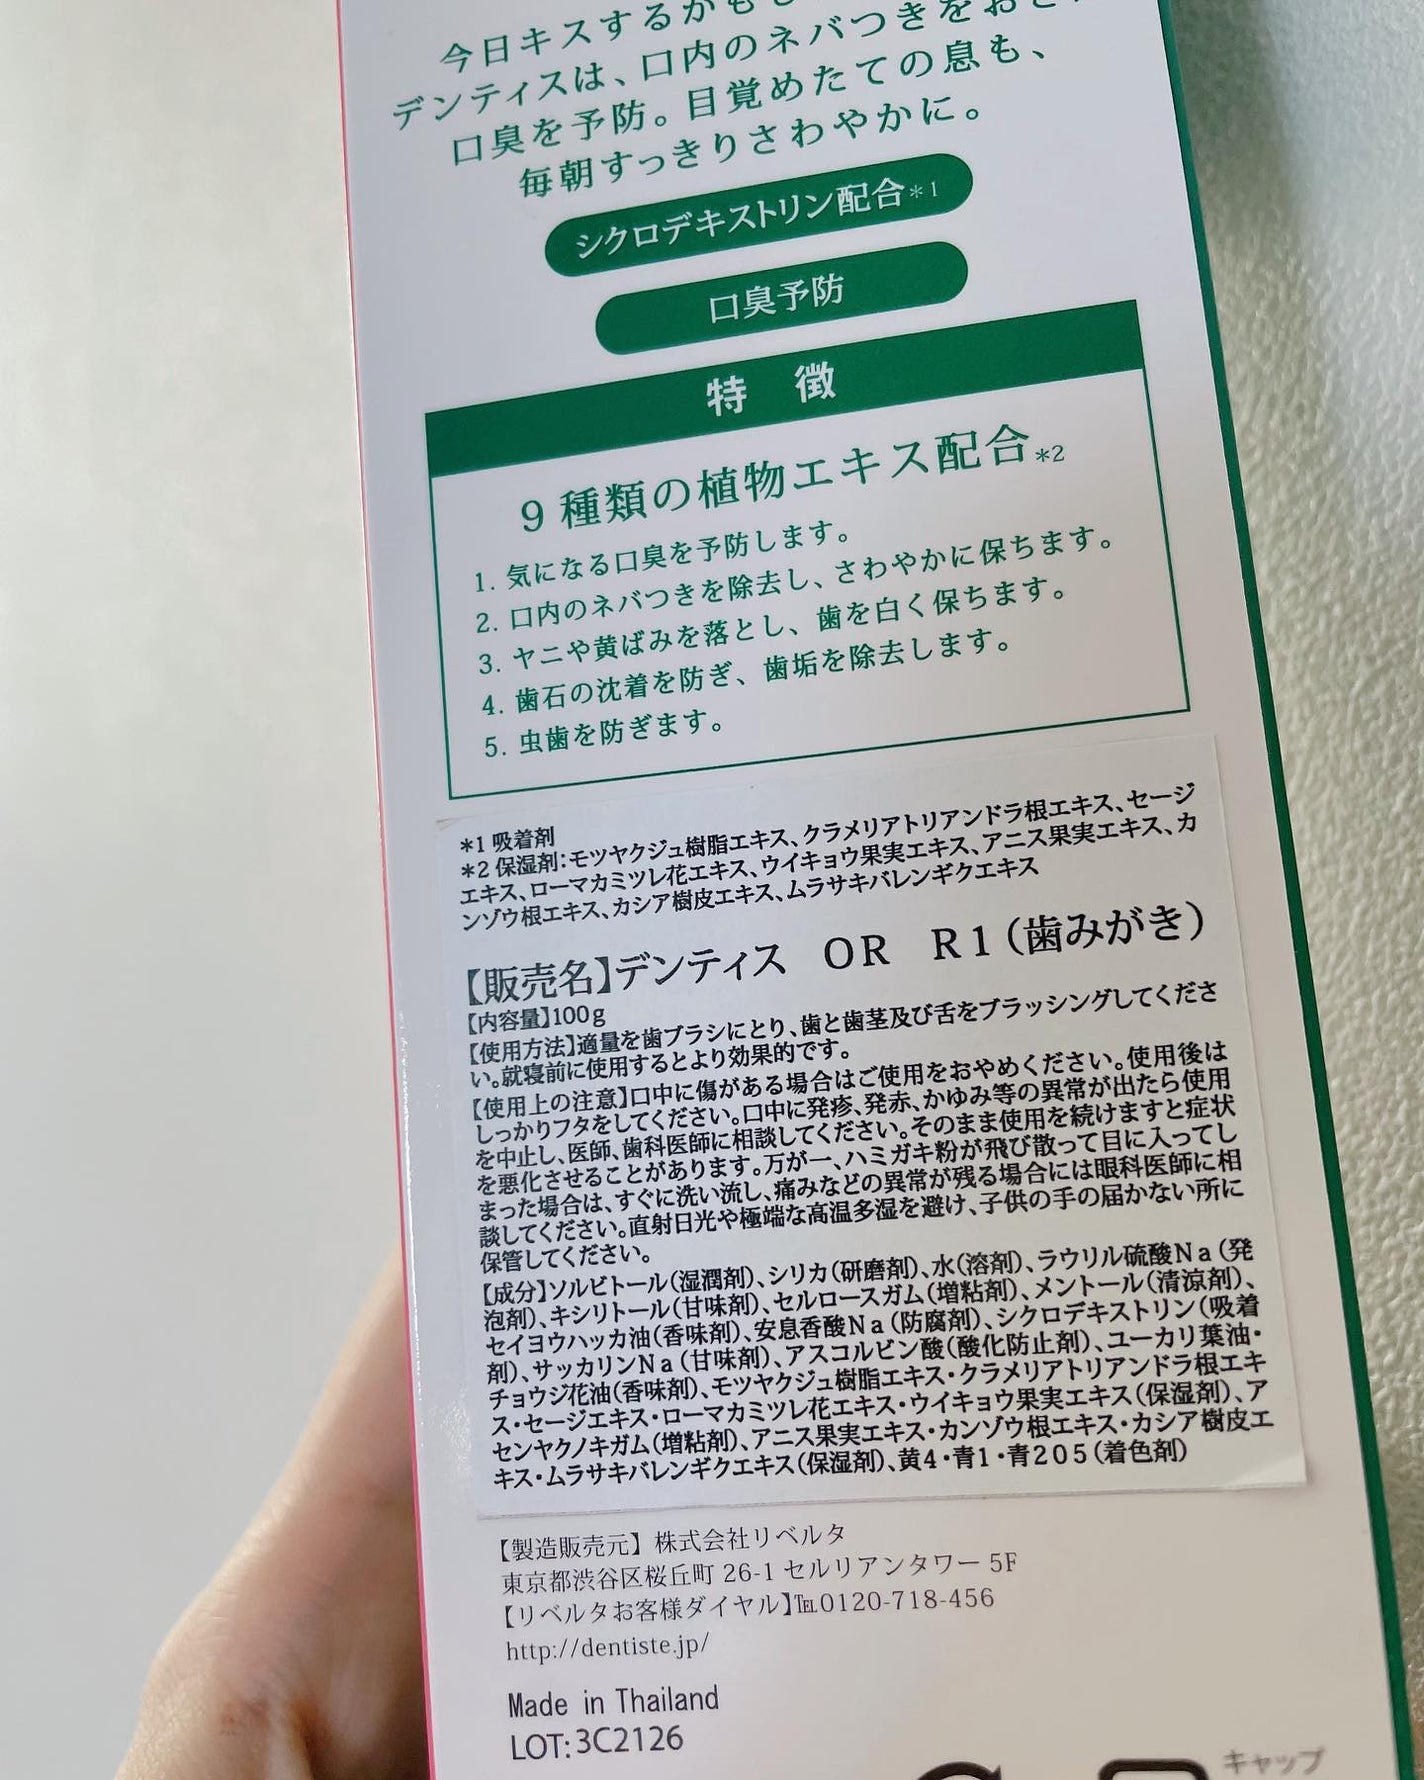 今日キスするかも
デンティスは、口内のネバつきをおさ
口臭を予防。目覚めたての息も、
毎朝すっきりさわやかに。
シクロデキストリン配合*1
口臭予防
特 徴
9種類の植物エキス配合*2
1. 気になる口臭を予防します。
2. 口内のネバつきを除去し、さわやかに保ちます。
3. ヤニや黄ばみを落とし、歯を白く保ちます。
4. 歯石の沈着を防ぎ、歯垢を除去します。
5. 虫歯を防ぎます。
*1 吸着剤
*2 保湿剤:モツヤクジュ樹脂エキス、クラメリアトリアンドラ根エキス、セージ
エキス、ローマカミツレ花エキス、ウイキョウ果実エキス、アニス果実エキス、カ
ンゾウ根エキス、カシア樹皮エキス、ムラサキバレンギクエキス
【販売名】デンティス OR R1(歯みがき)
【内容量】100g
【使用方法】適量を歯ブラシにとり、歯と歯茎及び舌をブラッシングしてくださ
い。就寝前に使用するとより効果的です。
【使用上の注意】口中に傷がある場合はご使用をおやめください。使用後は
しっかりフタをしてください。口中に発疹、発赤、かゆみ等の異常が出たら使用
を中止し、医師、歯科医師に相談してください。そのまま使用を続けますと症状
を悪化させることがあります。万が一、ハミガキ粉が飛び散って目に入ってし
まった場合は、すぐに洗い流し、痛みなどの異常が残る場合には眼科医師に相
談してください。直射日光や極端な高温多湿を避け、子供の手の届かない所に
保管してください。
【成分】ソルビトール(湿潤剤)、シリカ(研磨剤)、水(溶剤)、ラウリル硫酸Na(発
泡剤)、キシリトール(甘味剤)、セルロースガム(増粘剤)、メントール(清涼剤)、
セイヨウハッカ油(香味剤)、安息香酸Na(防腐剤)、シクロデキストリン(吸着
剤)、サッカリンNa(甘味剤)、アスコルビン酸(酸化防止剤)、ユーカリ葉油・
チョウジ花油(香味剤)、モツヤクジュ樹脂エキス・クラメリアトリアンドラ根エキ
ス・セージエキス・ローマカミツレ花エキス・ウイキョウ果実エキス(保湿剤)、ア
センヤクノキガム(増粘剤)、アニス果実エキス・カンゾウ根エキス・カシア樹皮エ
キス・ムラサキバレンギクエキス(保湿剤)、黄4・青1・青205(着色剤)
【製造販売元】株式会社リベルタ
東京都渋谷区桜丘町 26-1 セルリアンタワー 5F
【リベルタお客様ダイヤル】℡0120-718-456
http://dentiste.jp/
Made in Thailand
LOT:3C2126
キャップ